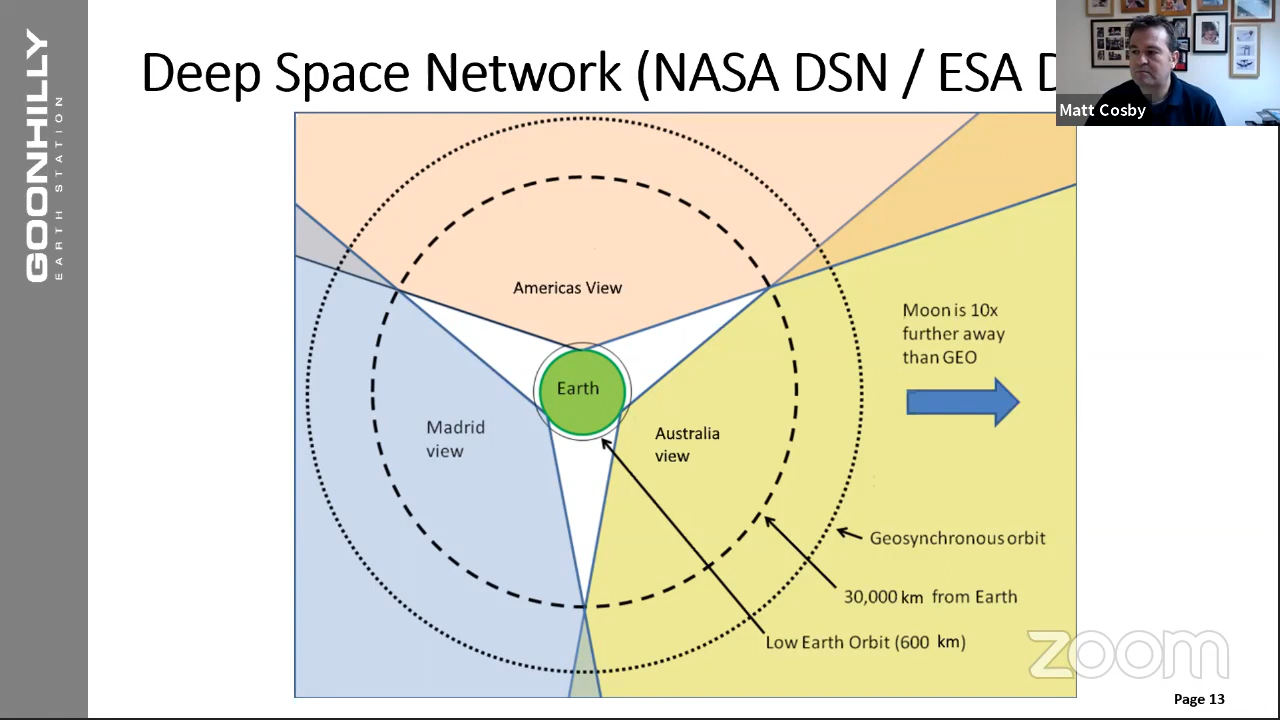 GOONHILLY
EARTH STATION
Deep Space Network (NASA DSN / ESA
Matt Cosby
Americas View
Earth
Madrid
view
Australia
view
Moon is 10x
further away
than GEO
Geosynchronous orbit
30,000 km from Earth
Low Earth Orbit (600 km)
zoom
Page 13